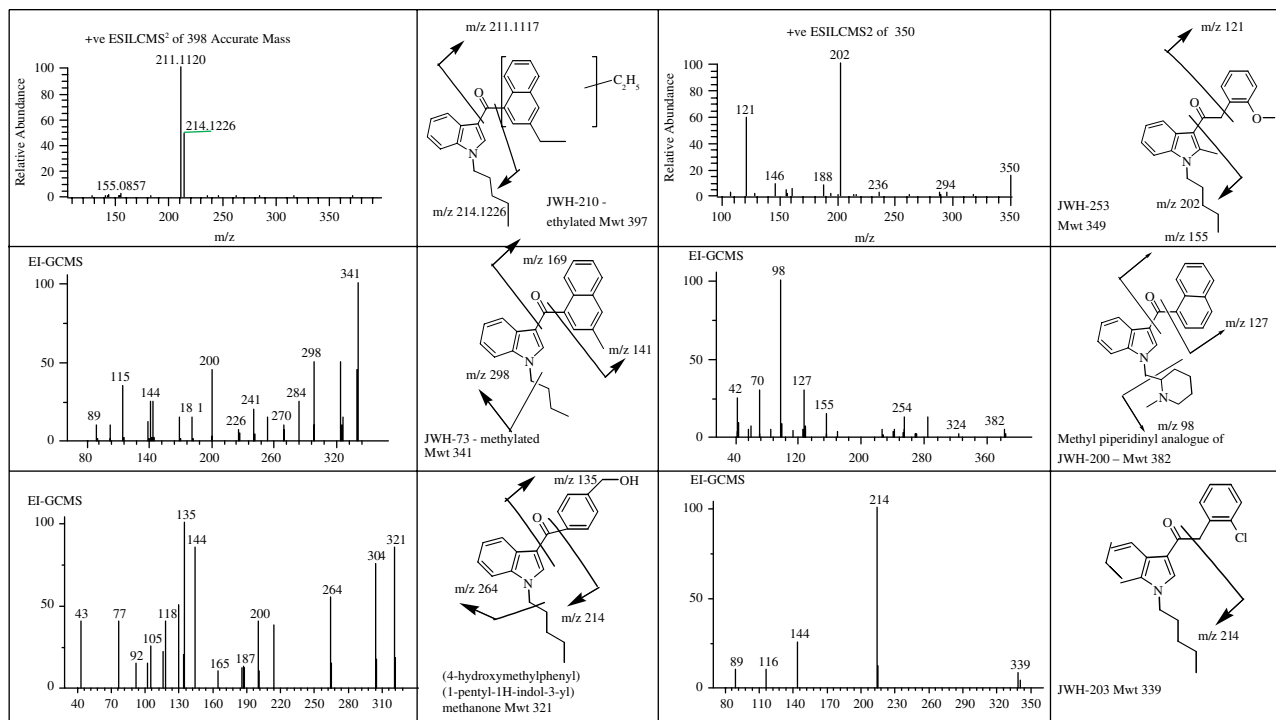 +ve ESILCMS² of 398 Accurate Mass
Relative Abundance
100
80
60
40
20
0
211.1120
214.1226
155.0857
150
200
250
300
350
m/z
m/z 211.1117
O
C₂H₅
N
m/z 214.1226
JWH-210 -
ethylated Mwt 397
+ve ESILCMS2 of 350
Relative Abundance
100
80
60
40
20
0
202
121
146
188
236
294
350
100
150
200
250
300
350
m/z
m/z 121
O
O
N
m/z 202
JWH-253
Mwt 349
m/z 155
EI-GCMS
100
50
0
341
298
200
115
144
89
18 1
241
226
270
284
80
140
200
260
320
m/z 169
O
m/z 141
m/z 298
N
JWH-73 - methylated
Mwt 341
EI-GCMS
100
50
0
98
42
70
127
155
254
324
382
40
120
200
280
360
O
m/z 127
N
N
m/z 98
Methyl piperidinyl analogue of
JWH-200 – Mwt 382
EI-GCMS
100
50
0
135
144
321
304
264
43
77
118
200
105
92
165
187
40
70
100
130
160
190
220
250
280
310
m/z 135
OH
O
m/z 264
N
m/z 214
(4-hydroxymethylphenyl)
(1-pentyl-1H-indol-3-yl)
methanone Mwt 321
100
50
0
214
144
89
116
339
80
110
140
170
200
230
260
290
320
350
O
Cl
N
m/z 214
JWH-203 Mwt 339